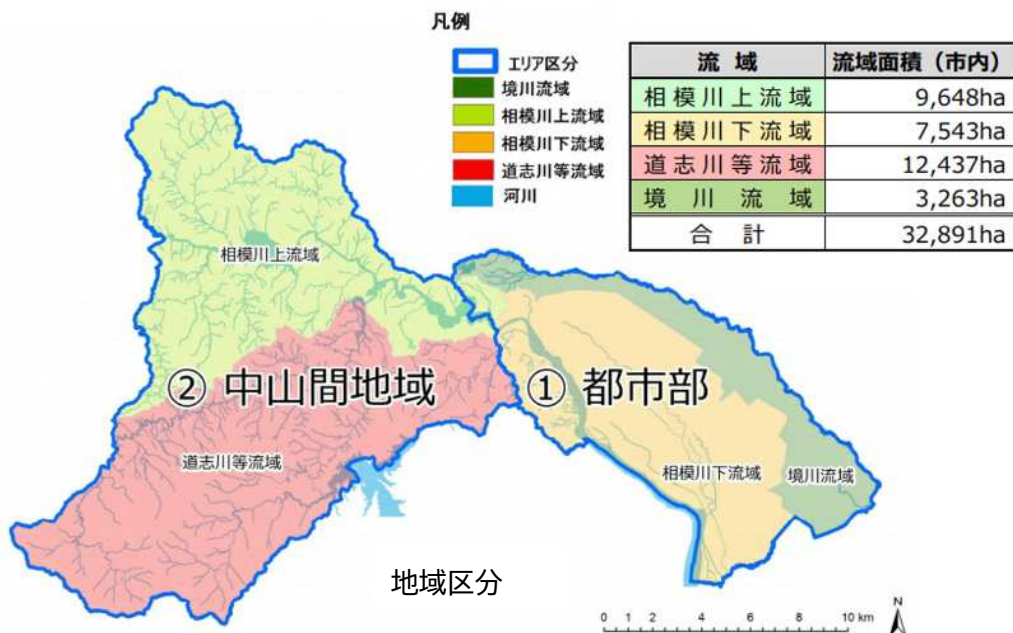 凡例
エリア区分
境川流域
相模川上流域
相模川下流域
道志川等流域
河川
流域 流域面積（市内）
相模川上流域 9,648ha
相模川下流域 7,543ha
道志川等流域 12,437ha
境川流域 3,263ha
合計 32,891ha
相模川上流域
② 中山間地域
① 都市部
道志川等流域
相模川下流域
境川流域
地域区分
0 1 2 4 6 8 10 km
N